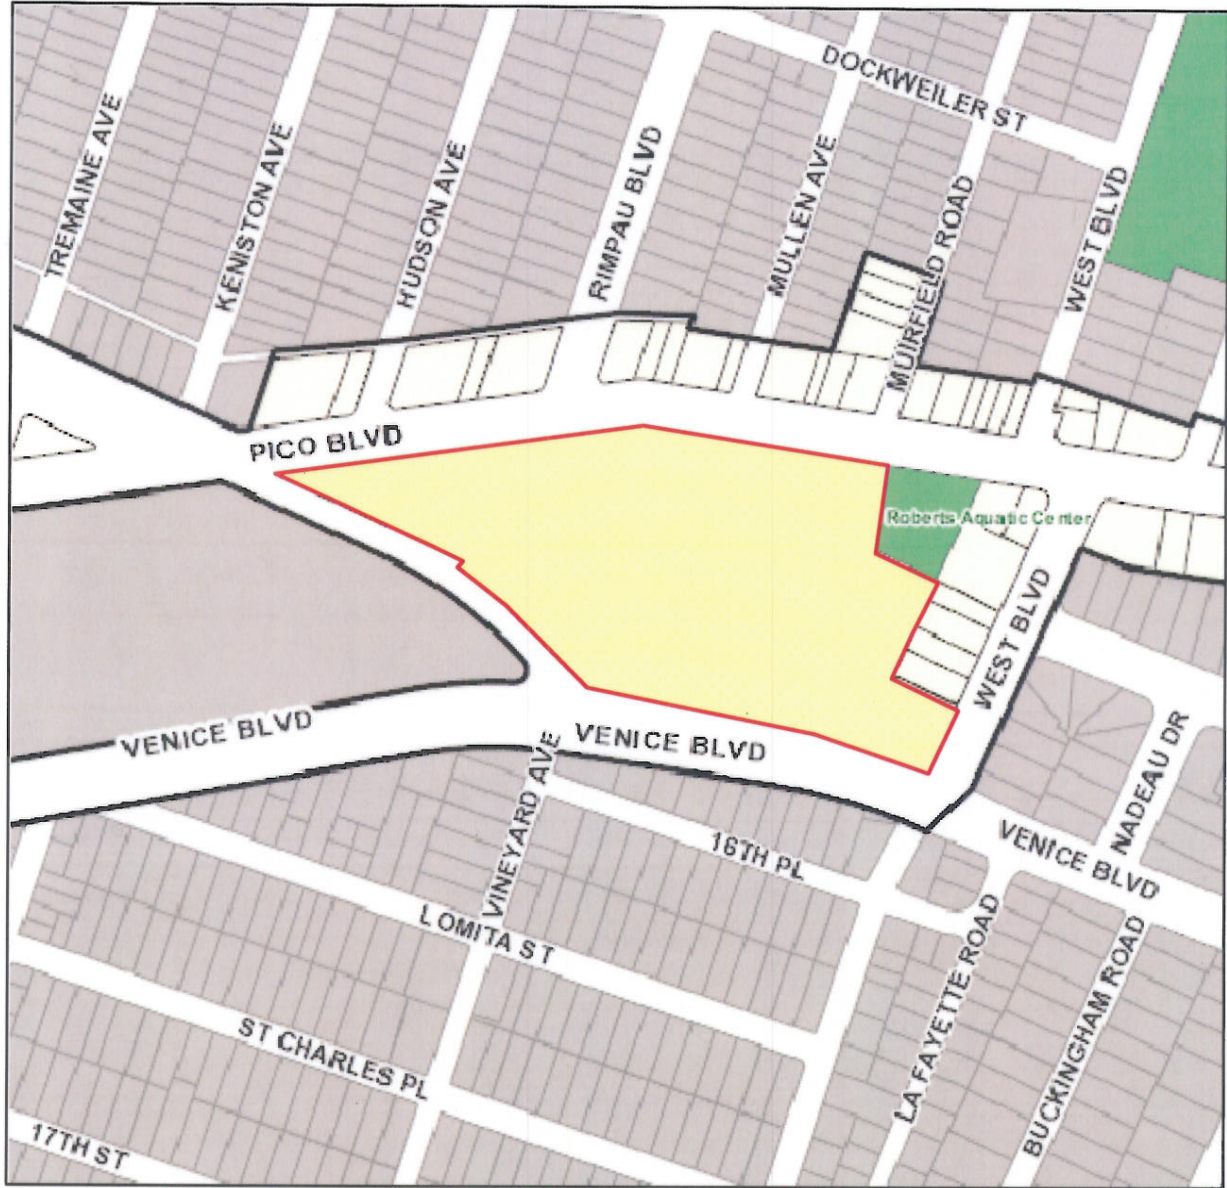 DOCKWEILER ST
TREMAINE AVE
KENISTON AVE
HUDSON AVE
RIMPAU BLVD
MULLEN AVE
MUIRFIELD ROAD
WEST BLVD
PICO BLVD
Roberts Aquatic Center
WEST BLVD
VENICE BLVD
VENICE BLVD
NADEAU DR
VINEYARD AVE
16TH PL
VENICE BLVD
LOMITA ST
LA FAYETTE ROAD
BUCKINGHAM ROAD
ST CHARLES PL
17TH ST